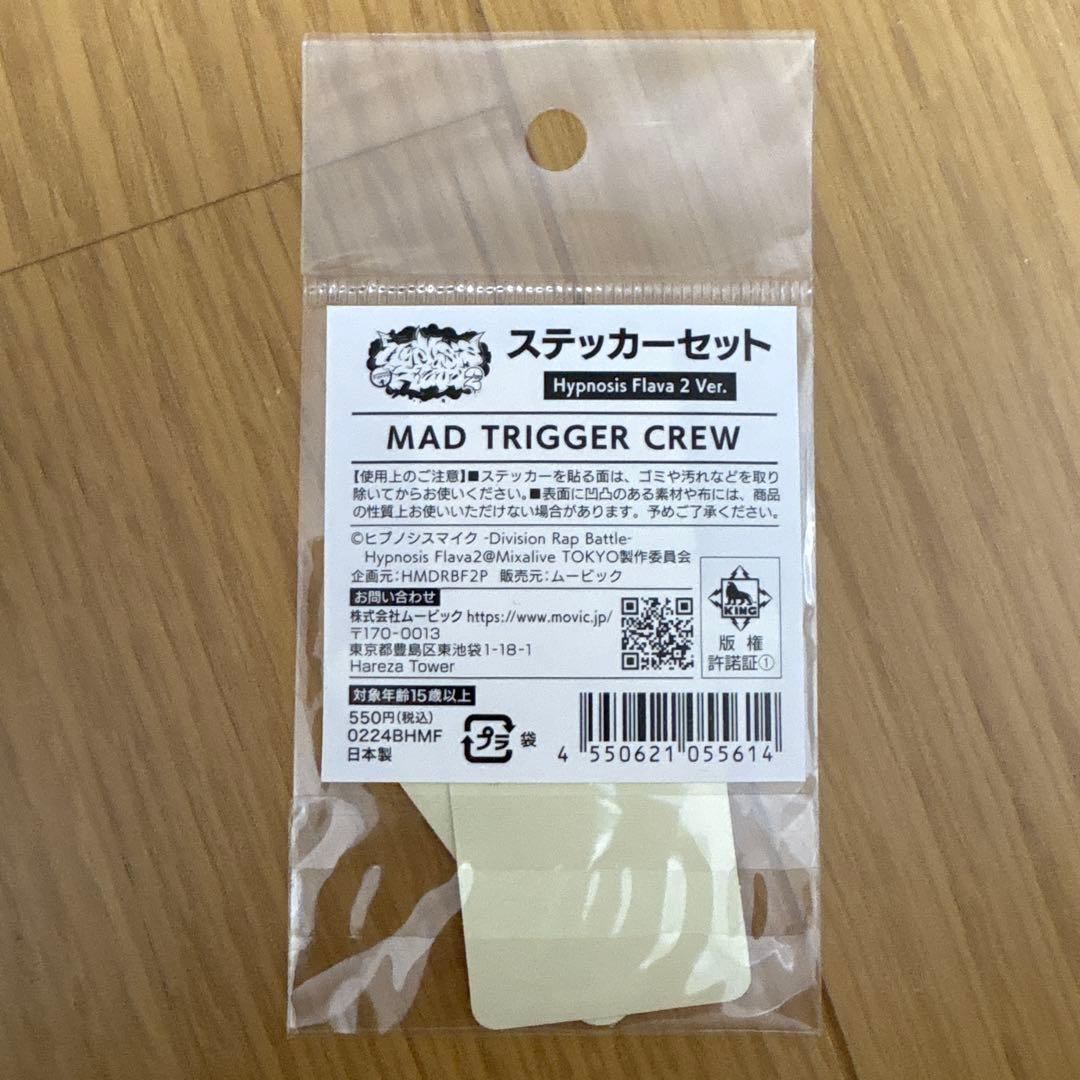 ステッカーセット
Hypnosis Flava 2 Ver.
MAD TRIGGER CREW
【使用上のご注意】■ステッカーを貼る面は、ゴミや汚れなどを取り
除いてからお使いください。■表面に凹凸のある素材や布には、商品
の性質上お使いいただけない場合があります。予めご了承ください。
©ヒプノシスマイク -Division Rap Battle-
Hypnosis Flava2@Mixalive TOKYO製作委員会
企画元:HMDRBF2P 販売元:ムービック
お問い合わせ
株式会社ムービック https://www.movic.jp/
〒170-0013
東京都豊島区東池袋1-18-1
Hareza Tower
KING
版権
許諾証①
対象年齢15歳以上
550円(税込)
0224BHMF
日本製
プラ 袋
4 550621 055614